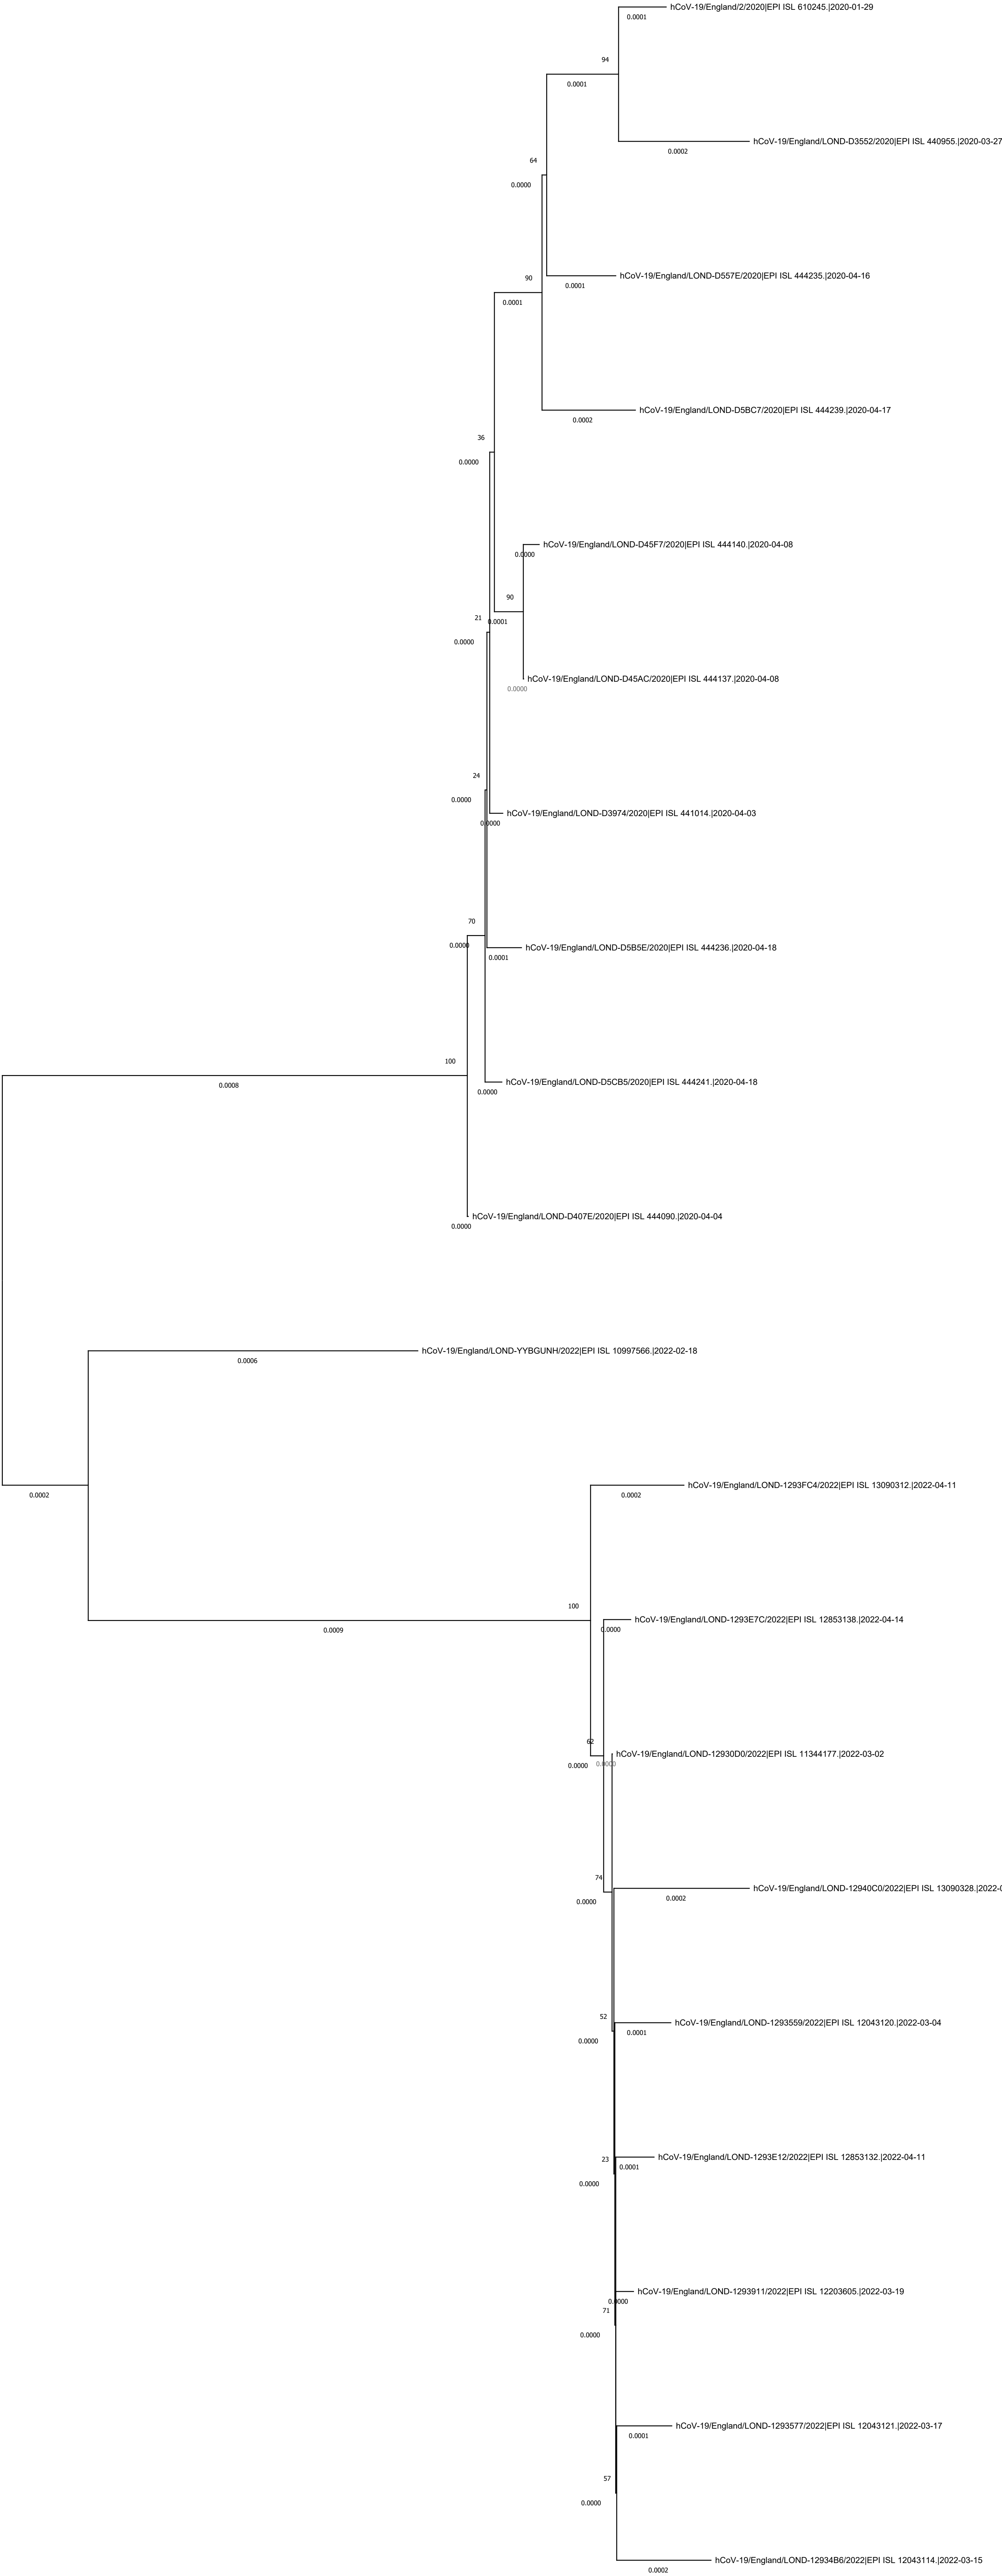 hCoV-19/England/2/2020|EPI ISL 610245.|2020-01-29
0.0001
94
0.0001
hCoV-19/England/LOND-D3552/2020|EPI ISL 440955.|2020-03-27
0.0002
64
0.0000
hCoV-19/England/LOND-D557E/2020|EPI ISL 444235.|2020-04-16
0.0001
90
0.0001
hCoV-19/England/LOND-D5BC7/2020|EPI ISL 444239.|2020-04-17
0.0002
36
0.0000
hCoV-19/England/LOND-D45F7/2020|EPI ISL 444140.|2020-04-08
0.0000
90
0.0001
21
0.0000
hCoV-19/England/LOND-D45AC/2020|EPI ISL 444137.|2020-04-08
0.0000
24
0.0000
hCoV-19/England/LOND-D3974/2020|EPI ISL 441014.|2020-04-03
0.0000
70
0.0000
hCoV-19/England/LOND-D5B5E/2020|EPI ISL 444236.|2020-04-18
0.0001
100
0.0008
hCoV-19/England/LOND-D5CB5/2020|EPI ISL 444241.|2020-04-18
0.0000
hCoV-19/England/LOND-D407E/2020|EPI ISL 444090.|2020-04-04
0.0000
hCoV-19/England/LOND-YYBGUNH/2022|EPI ISL 10997566.|2022-02-18
0.0006
0.0002
hCoV-19/England/LOND-1293FC4/2022|EPI ISL 13090312.|2022-04-11
0.0002
100
0.0009
hCoV-19/England/LOND-1293E7C/2022|EPI ISL 12853138.|2022-04-14
0.0000
62
0.0000
hCoV-19/England/LOND-12930D0/2022|EPI ISL 11344177.|2022-03-02
0.0000
74
0.0000
hCoV-19/England/LOND-12940C0/2022|EPI ISL 13090328.|2022-0
0.0002
52
0.0000
hCoV-19/England/LOND-1293559/2022|EPI ISL 12043120.|2022-03-04
0.0001
23
0.0000
hCoV-19/England/LOND-1293E12/2022|EPI ISL 12853132.|2022-04-11
0.0001
hCoV-19/England/LOND-1293911/2022|EPI ISL 12203605.|2022-03-19
0.0000
71
0.0000
hCoV-19/England/LOND-1293577/2022|EPI ISL 12043121.|2022-03-17
0.0001
57
0.0000
hCoV-19/England/LOND-12934B6/2022|EPI ISL 12043114.|2022-03-15
0.0002